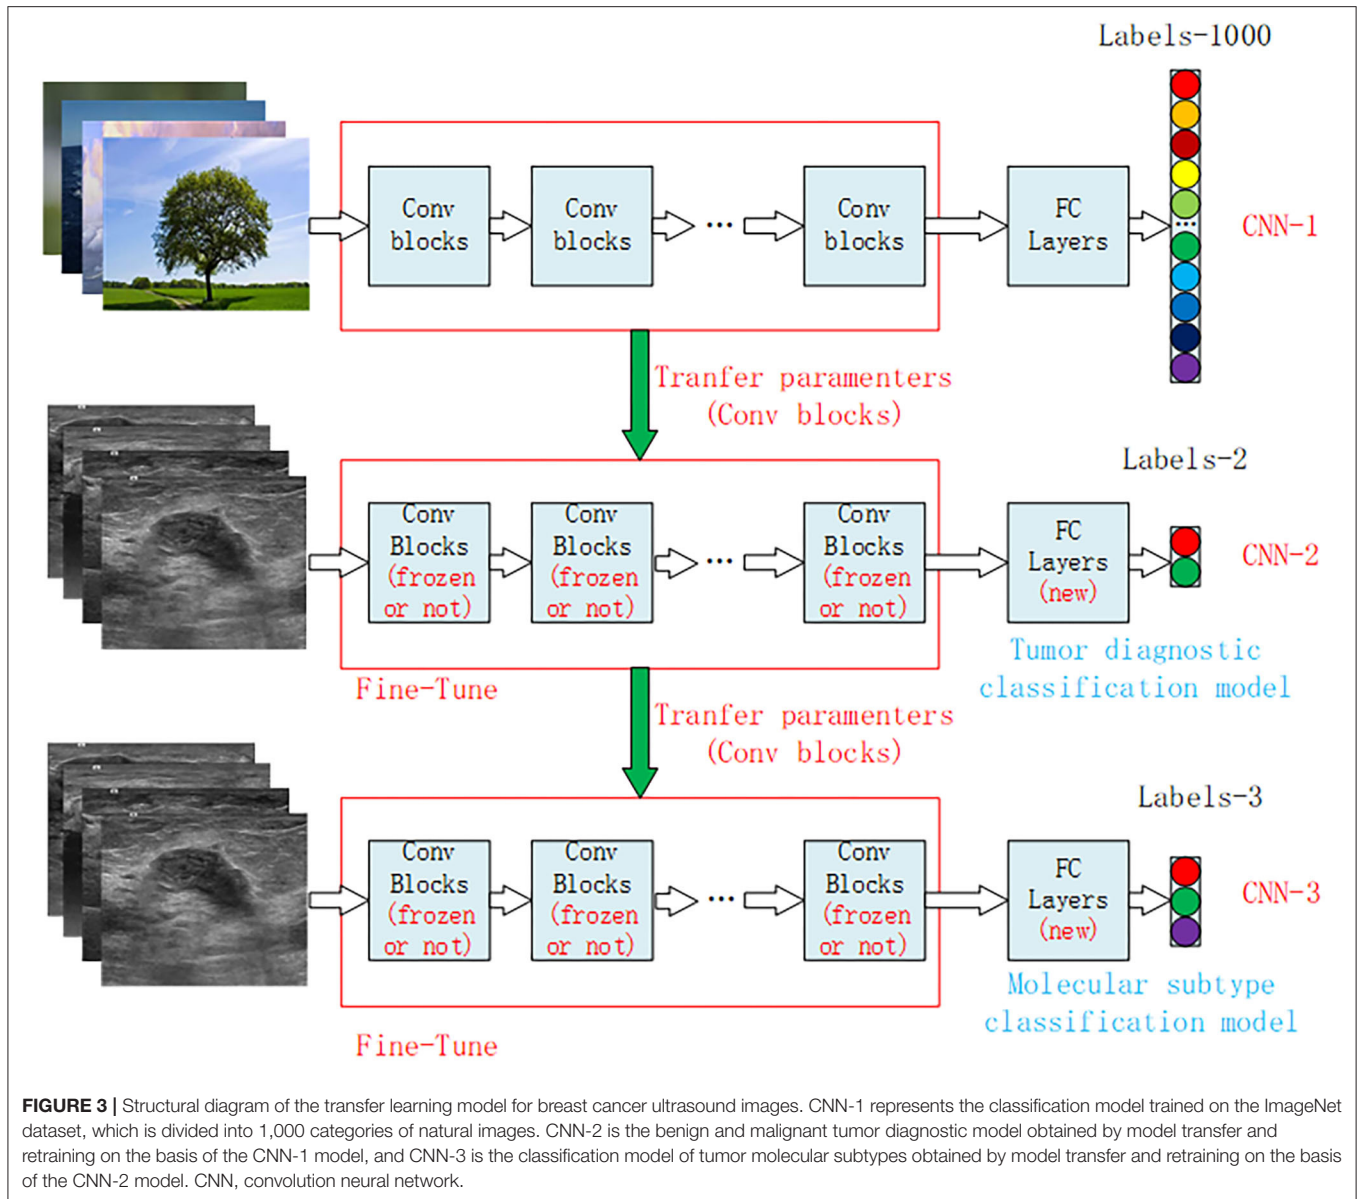 Labels-1000
Conv
blocks
Conv
blocks
...
Conv
blocks
FC
Layers
...
CNN-1
Tranfer paramenters
(Conv blocks)
Labels-2
Conv
Blocks
(frozen
or not)
Conv
Blocks
(frozen
or not)
...
Conv
Blocks
(frozen
or not)
FC
Layers
(new)
CNN-2
Tumor diagnostic
classification model
Fine-Tune
Tranfer paramenters
(Conv blocks)
Labels-3
Conv
Blocks
(frozen
or not)
Conv
Blocks
(frozen
or not)
...
Conv
Blocks
(frozen
or not)
FC
Layers
(new)
CNN-3
Molecular subtype
classification model
Fine-Tune
FIGURE 3 | Structural diagram of the transfer learning model for breast cancer ultrasound images. CNN-1 represents the classification model trained on the ImageNet
dataset, which is divided into 1,000 categories of natural images. CNN-2 is the benign and malignant tumor diagnostic model obtained by model transfer and
retraining on the basis of the CNN-1 model, and CNN-3 is the classification model of tumor molecular subtypes obtained by model transfer and retraining on the basis
of the CNN-2 model. CNN, convolution neural network.